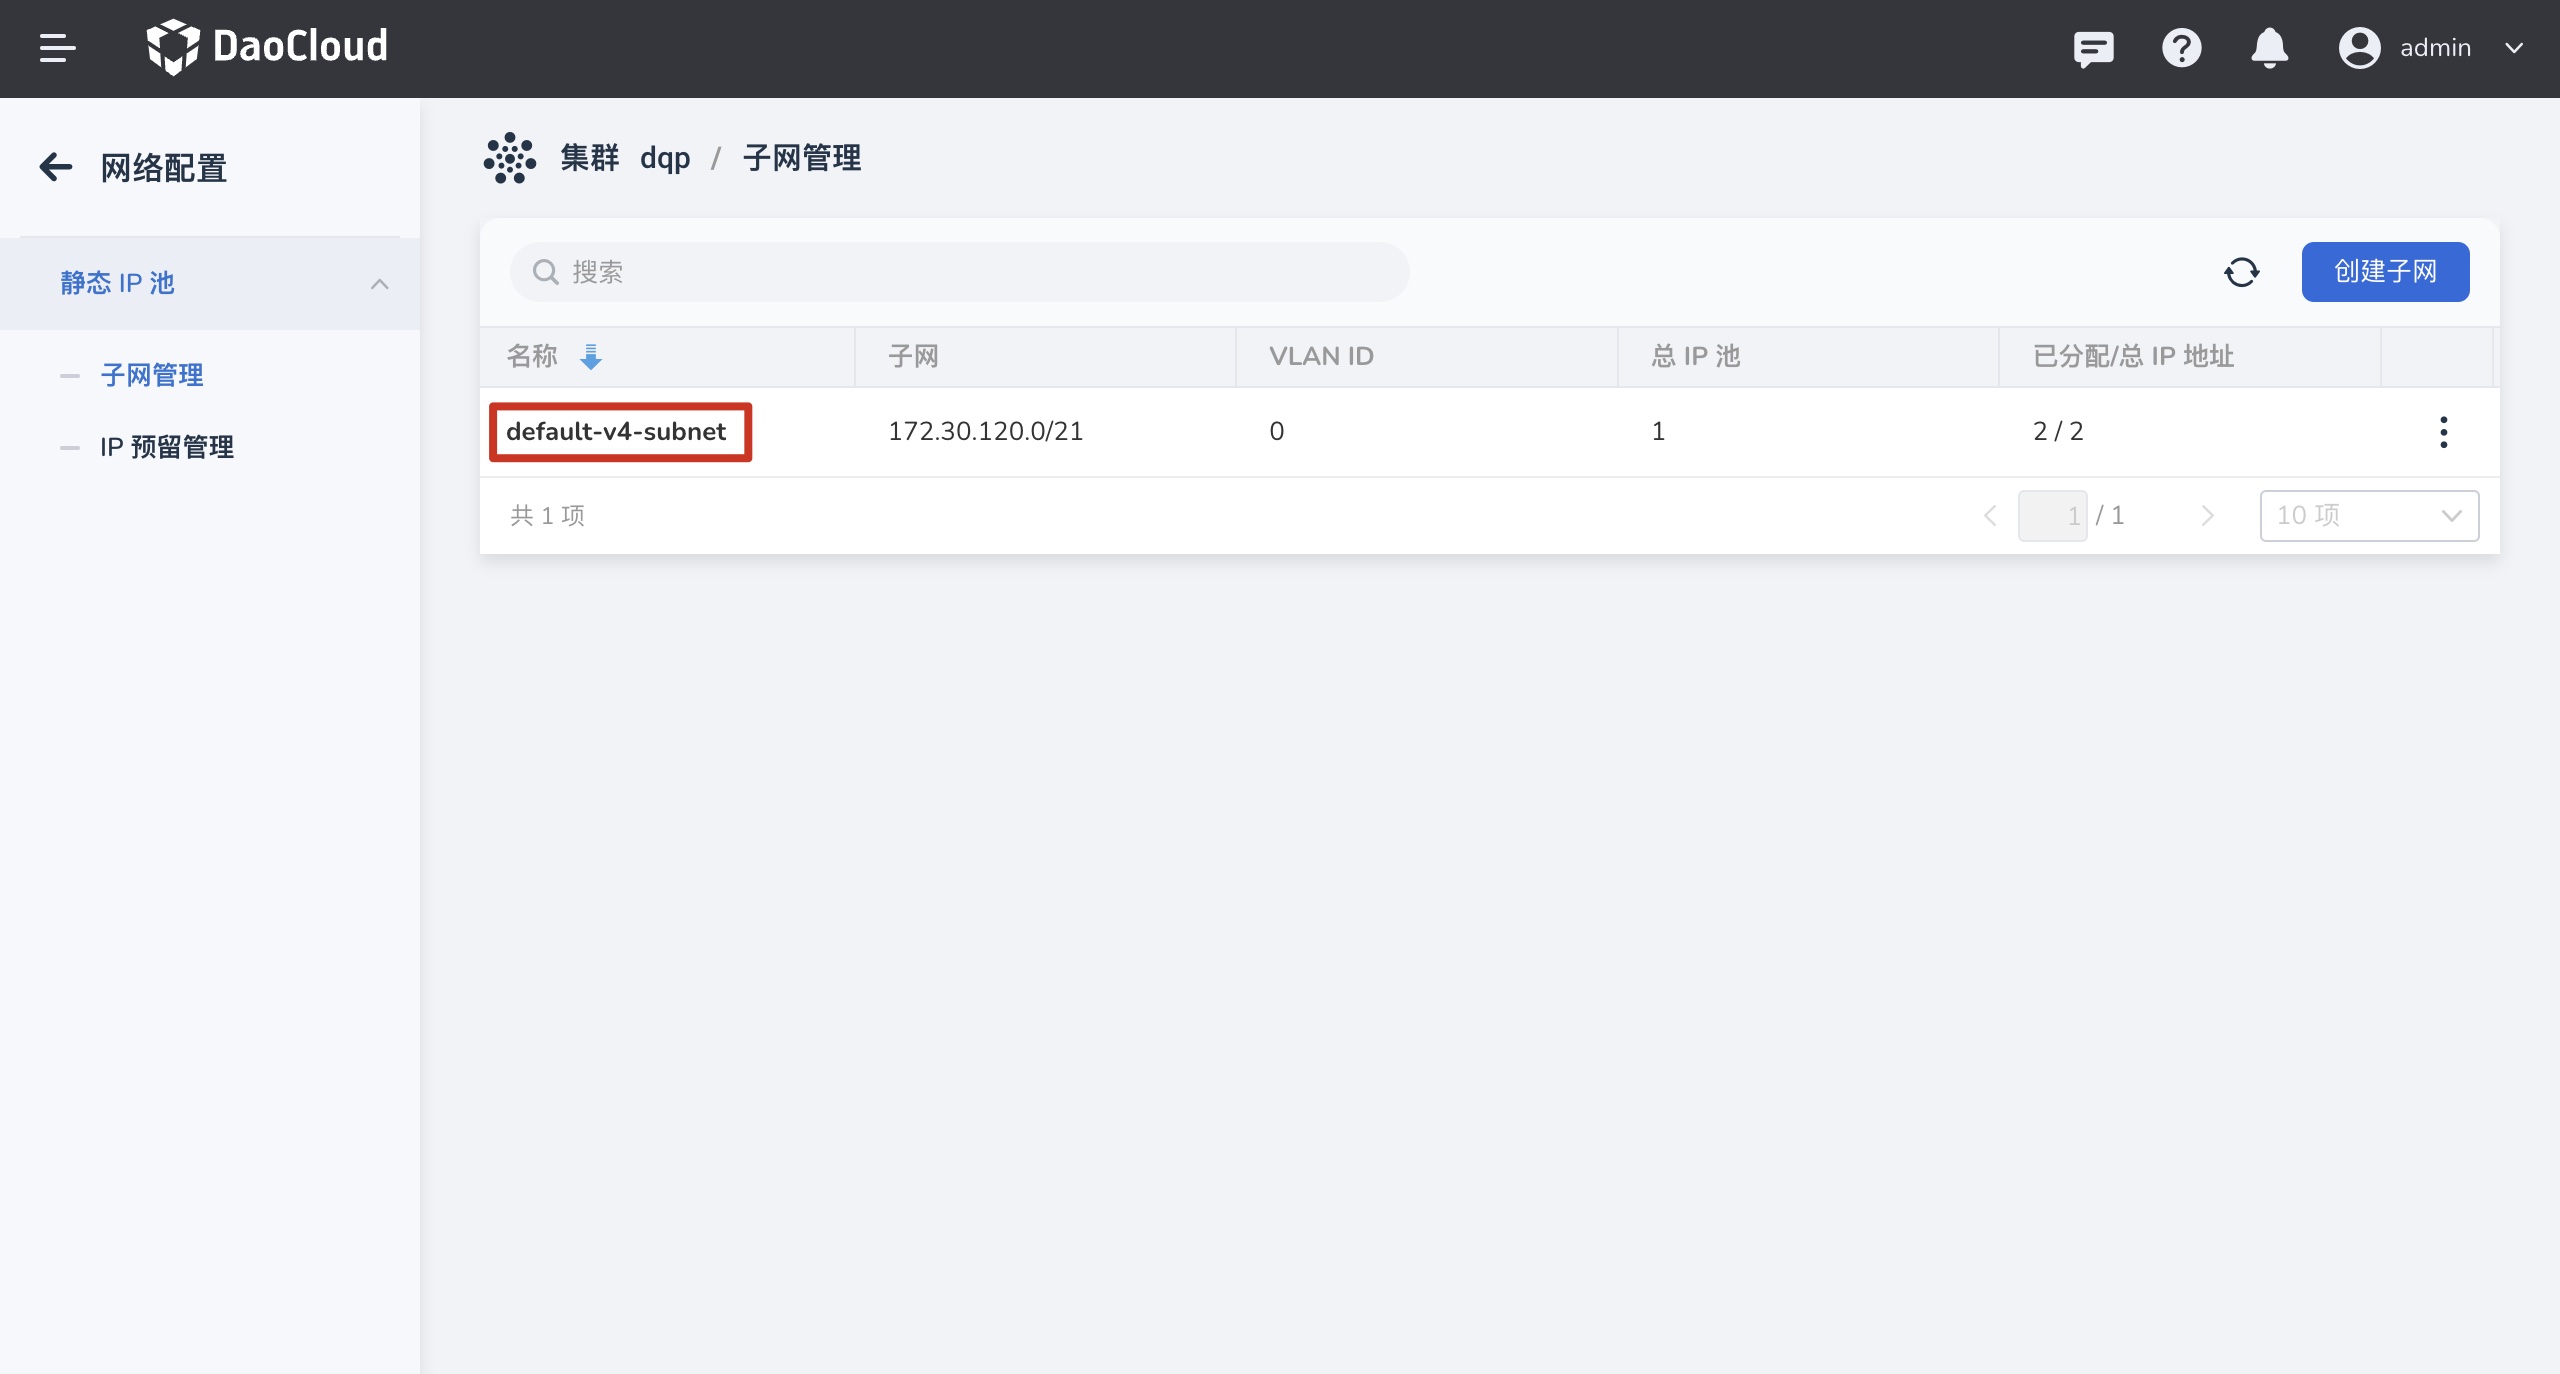 DaoCloud
admin
网络配置
静态 IP 池
子网管理
IP 预留管理
集群 dqp / 子网管理
搜索
创建子网
名称 子网 VLAN ID 总 IP 池 已分配/总 IP 地址
default-v4-subnet 172.30.120.0/21 0 1 2 / 2
共 1 项 1 / 1 10 项